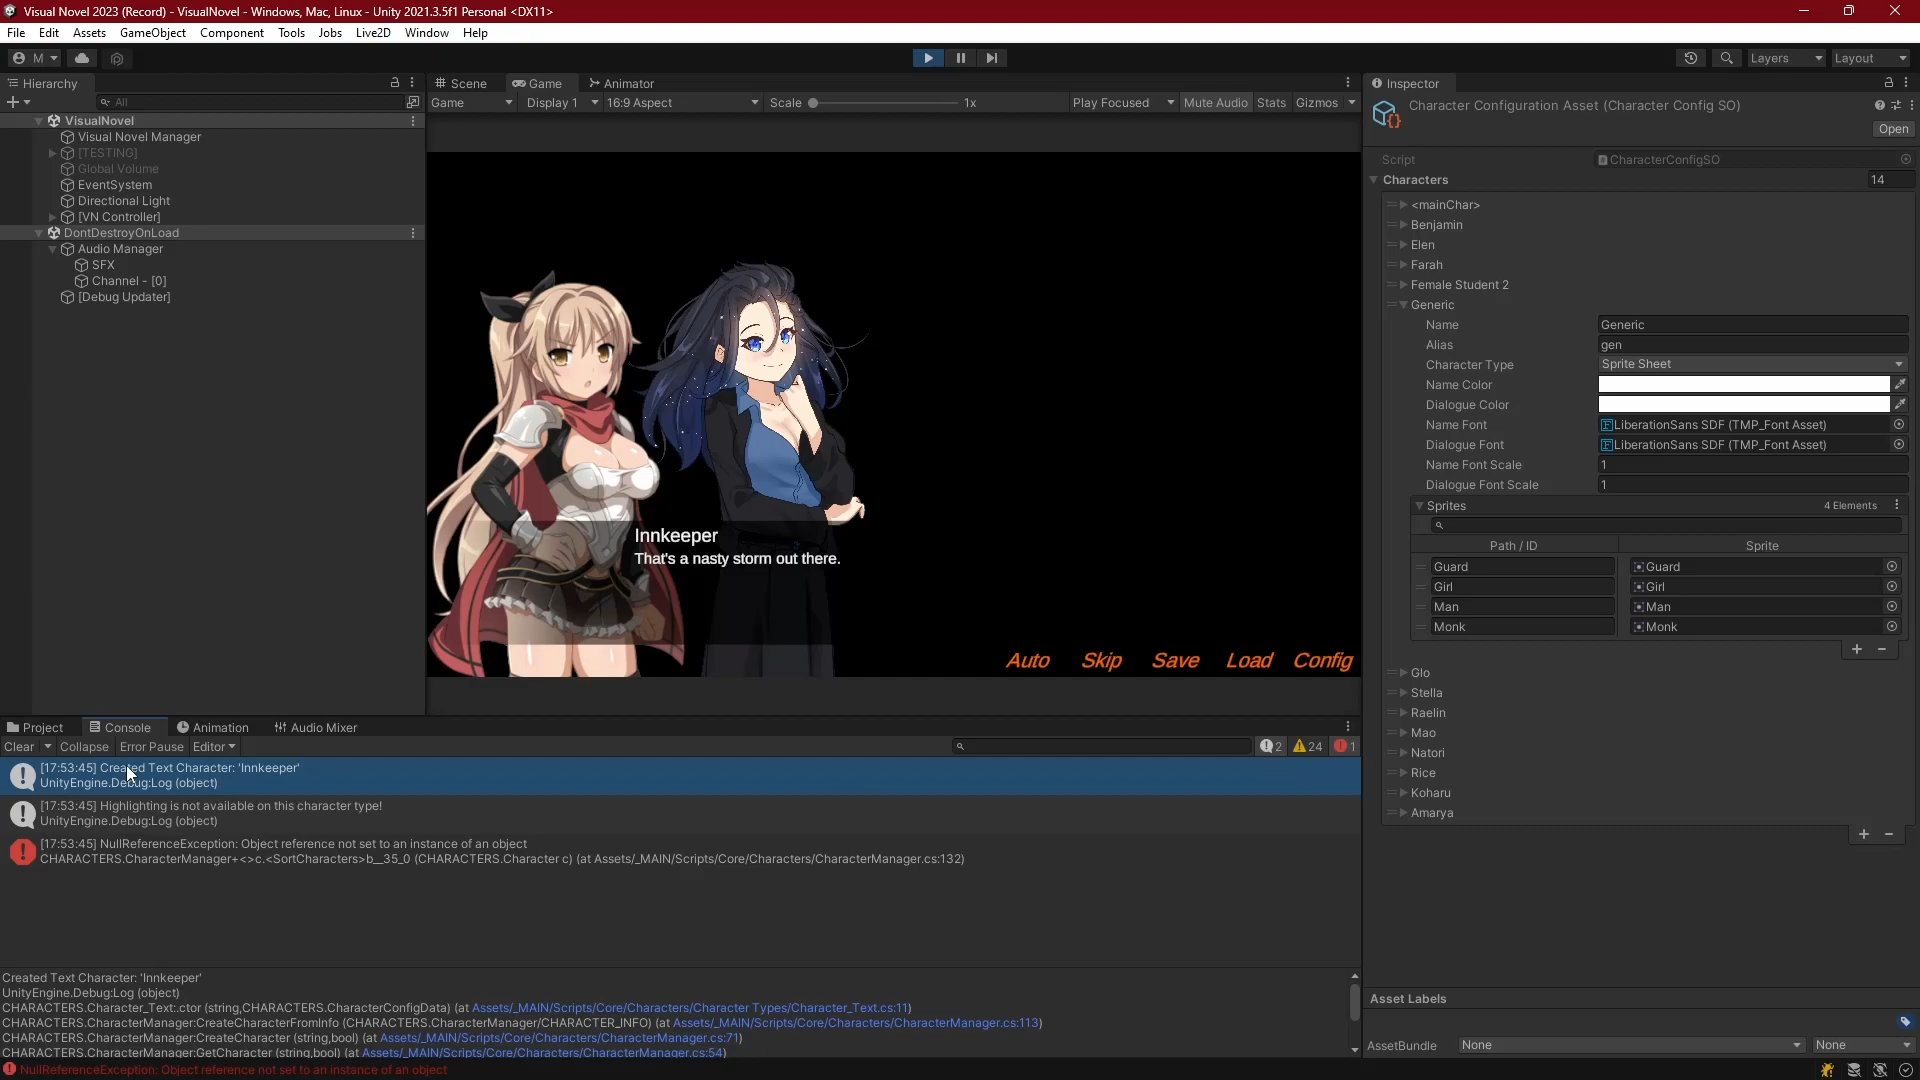 Visual Novel 2023 (Record) - VisualNovel - Windows, Mac, Linux - Unity 2021.3.5f1 Personal <DX11>
File Edit Assets GameObject Component Tools Jobs Live2D Window Help
M Layers Layout
Hierarchy
All
VisualNovel
Visual Novel Manager
[TESTING]
Global Volume
EventSystem
Directional Light
[VN Controller]
DontDestroyOnLoad
Audio Manager
SFX
Channel - [0]
[Debug Updater]
Scene Game Animator
Game Display 1 16:9 Aspect Scale 1x Play Focused Mute Audio Stats Gizmos
Innkeeper
That's a nasty storm out there.
Auto Skip Save Load Config
Inspector
Character Configuration Asset (Character Config SO)
Open
Script CharacterConfigSO
Characters 14
<mainChar>
Benjamin
Elen
Farah
Female Student 2
Generic
Name Generic
Alias gen
Character Type Sprite Sheet
Name Color
Dialogue Color
Name Font LiberationSans SDF (TMP_Font Asset)
Dialogue Font LiberationSans SDF (TMP_Font Asset)
Name Font Scale 1
Dialogue Font Scale 1
Sprites 4 Elements
Path / ID Sprite
Guard Guard
Girl Girl
Man Man
Monk Monk
+ −
Glo
Stella
Raelin
Mao
Natori
Rice
Koharu
Amarya
+ −
Asset Labels
AssetBundle None None
Project Console Animation Audio Mixer
Clear Collapse Error Pause Editor 2 24 1
[17:53:45] Created Text Character: 'Innkeeper'
UnityEngine.Debug:Log (object)
[17:53:45] Highlighting is not available on this character type!
UnityEngine.Debug:Log (object)
[17:53:45] NullReferenceException: Object reference not set to an instance of an object
CHARACTERS.CharacterManager+<>c.<SortCharacters>b__35_0 (CHARACTERS.Character c) (at Assets/_MAIN/Scripts/Core/Characters/CharacterManager.cs:132)
Created Text Character: 'Innkeeper'
UnityEngine.Debug:Log (object)
CHARACTERS.Character_Text:.ctor (string,CHARACTERS.CharacterConfigData) (at Assets/_MAIN/Scripts/Core/Characters/Character Types/Character_Text.cs:11)
CHARACTERS.CharacterManager:CreateCharacterFromInfo (CHARACTERS.CharacterManager/CHARACTER_INFO) (at Assets/_MAIN/Scripts/Core/Characters/CharacterManager.cs:113)
CHARACTERS.CharacterManager:CreateCharacter (string,bool) (at Assets/_MAIN/Scripts/Core/Characters/CharacterManager.cs:71)
CHARACTERS.CharacterManager:GetCharacter (string,bool) (at Assets/_MAIN/Scripts/Core/Characters/CharacterManager.cs:54)
NullReferenceException: Object reference not set to an instance of an object